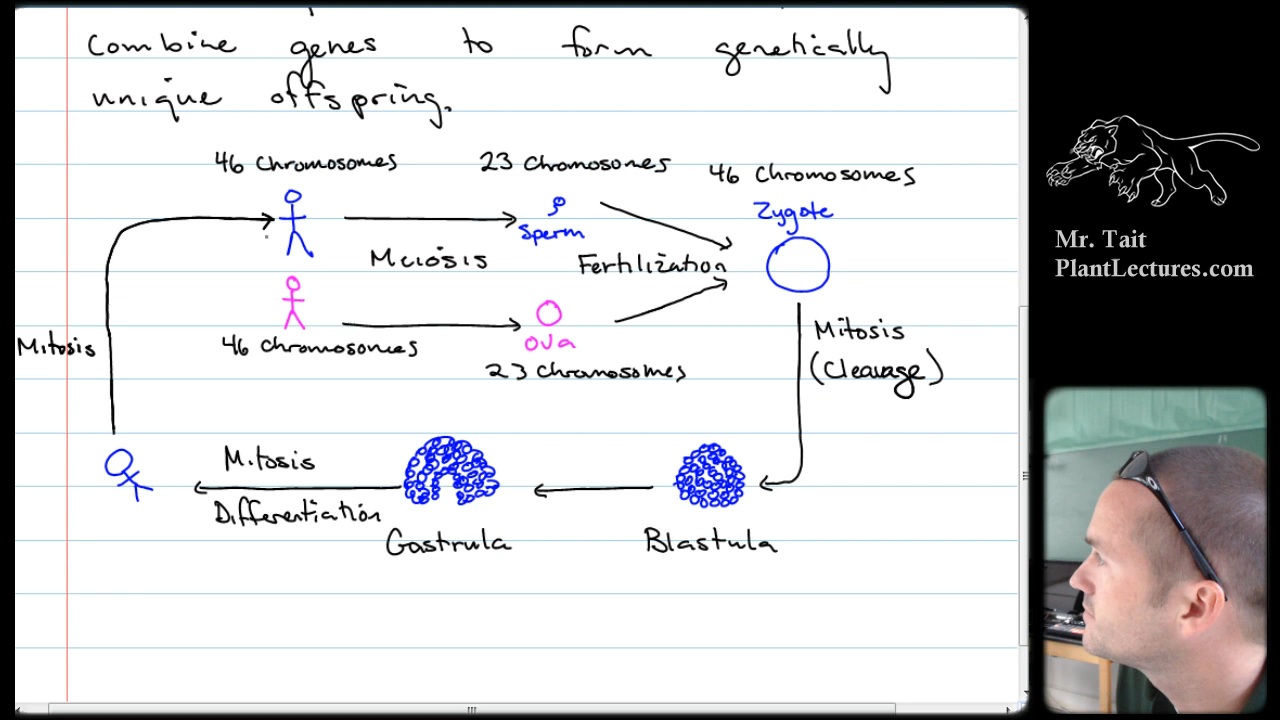 Combine genes to form genetically
unique offspring.
46 Chromosomes
23 Chromosomes
46 Chromosomes
Zygote
Sperm
Meiosis
Fertilization
Mitosis
46 Chromosomes
Ova
23 Chromosomes
Mitosis
(Cleavage)
Mitosis
Differentiation
Gastrula
Blastula
Mr. Tait
PlantLectures.com